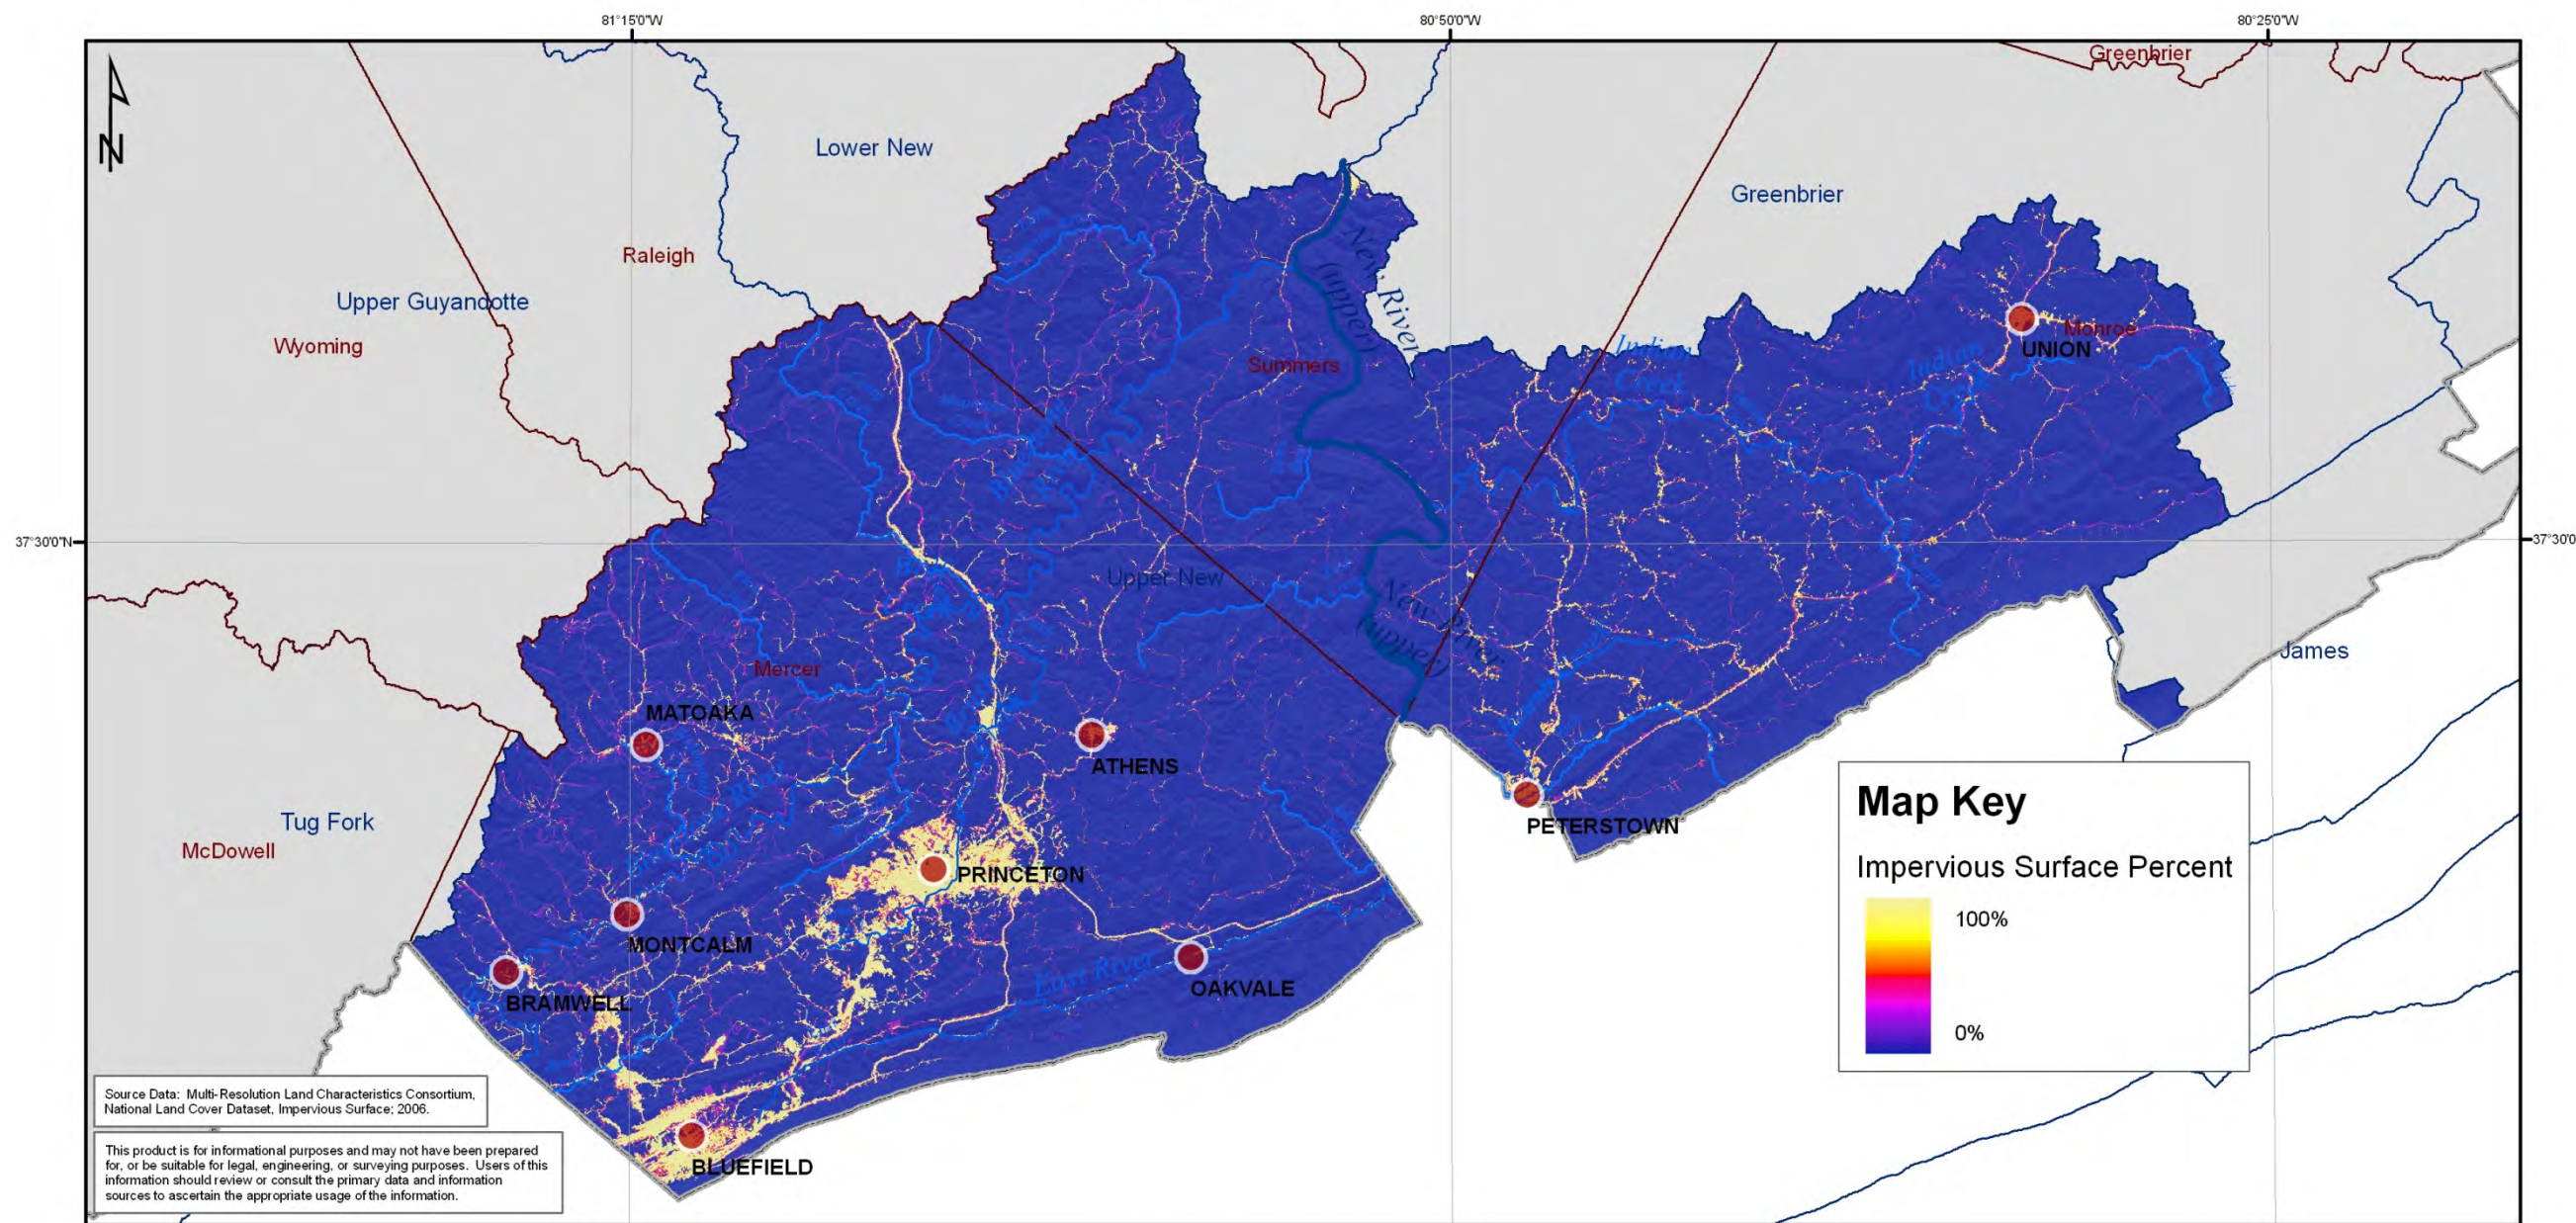 81°15'0"W
80°50'0"W
80°25'0"W
Greenbrier
N
Lower New
Greenbrier
Raleigh
Upper Guyandotte
Wyoming
New River
(upper)
Summers
Indian
Creek
Indian
Creek
Monroe
UNION
37°30'0"N
37°30'0
Upper New
New River
(upper)
James
Mercer
MATOAKA
ATHENS
Tug Fork
McDowell
PETERSTOWN
PRINCETON
MONTCALM
East River
OAKVALE
BRAMWELL
BLUEFIELD
Map Key
Impervious Surface Percent
100%
0%
Source Data: Multi-Resolution Land Characteristics Consortium,
National Land Cover Dataset, Impervious Surface; 2006.
This product is for informational purposes and may not have been prepared
for, or be suitable for legal, engineering, or surveying purposes. Users of this
information should review or consult the primary data and information
sources to ascertain the appropriate usage of the information.